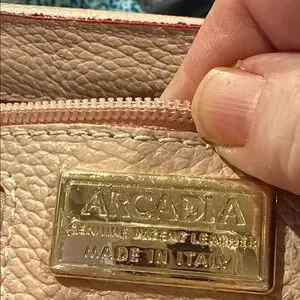 ARCADIA
GENUINE PATENT LEATHER
MADE IN ITALY